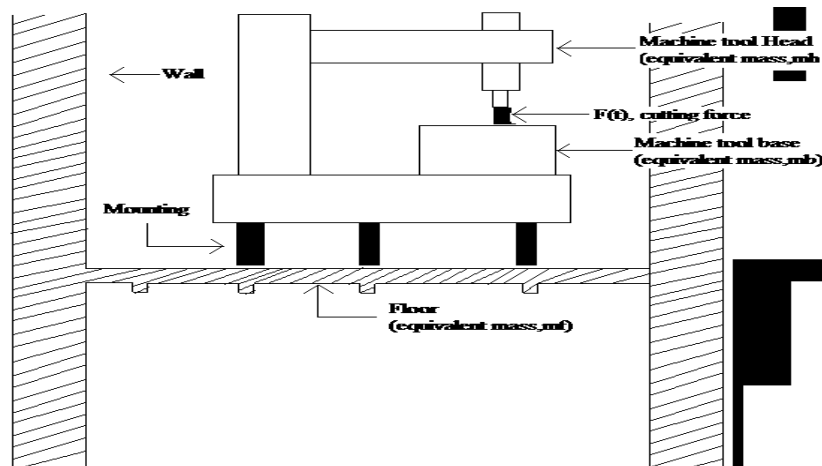 Machine tool Head
(equivalent mass,mh
Wall
F(t), cutting force
Machine tool base
(equivalent mass,mb)
Mounting
Floor
(equivalent mass,mf)